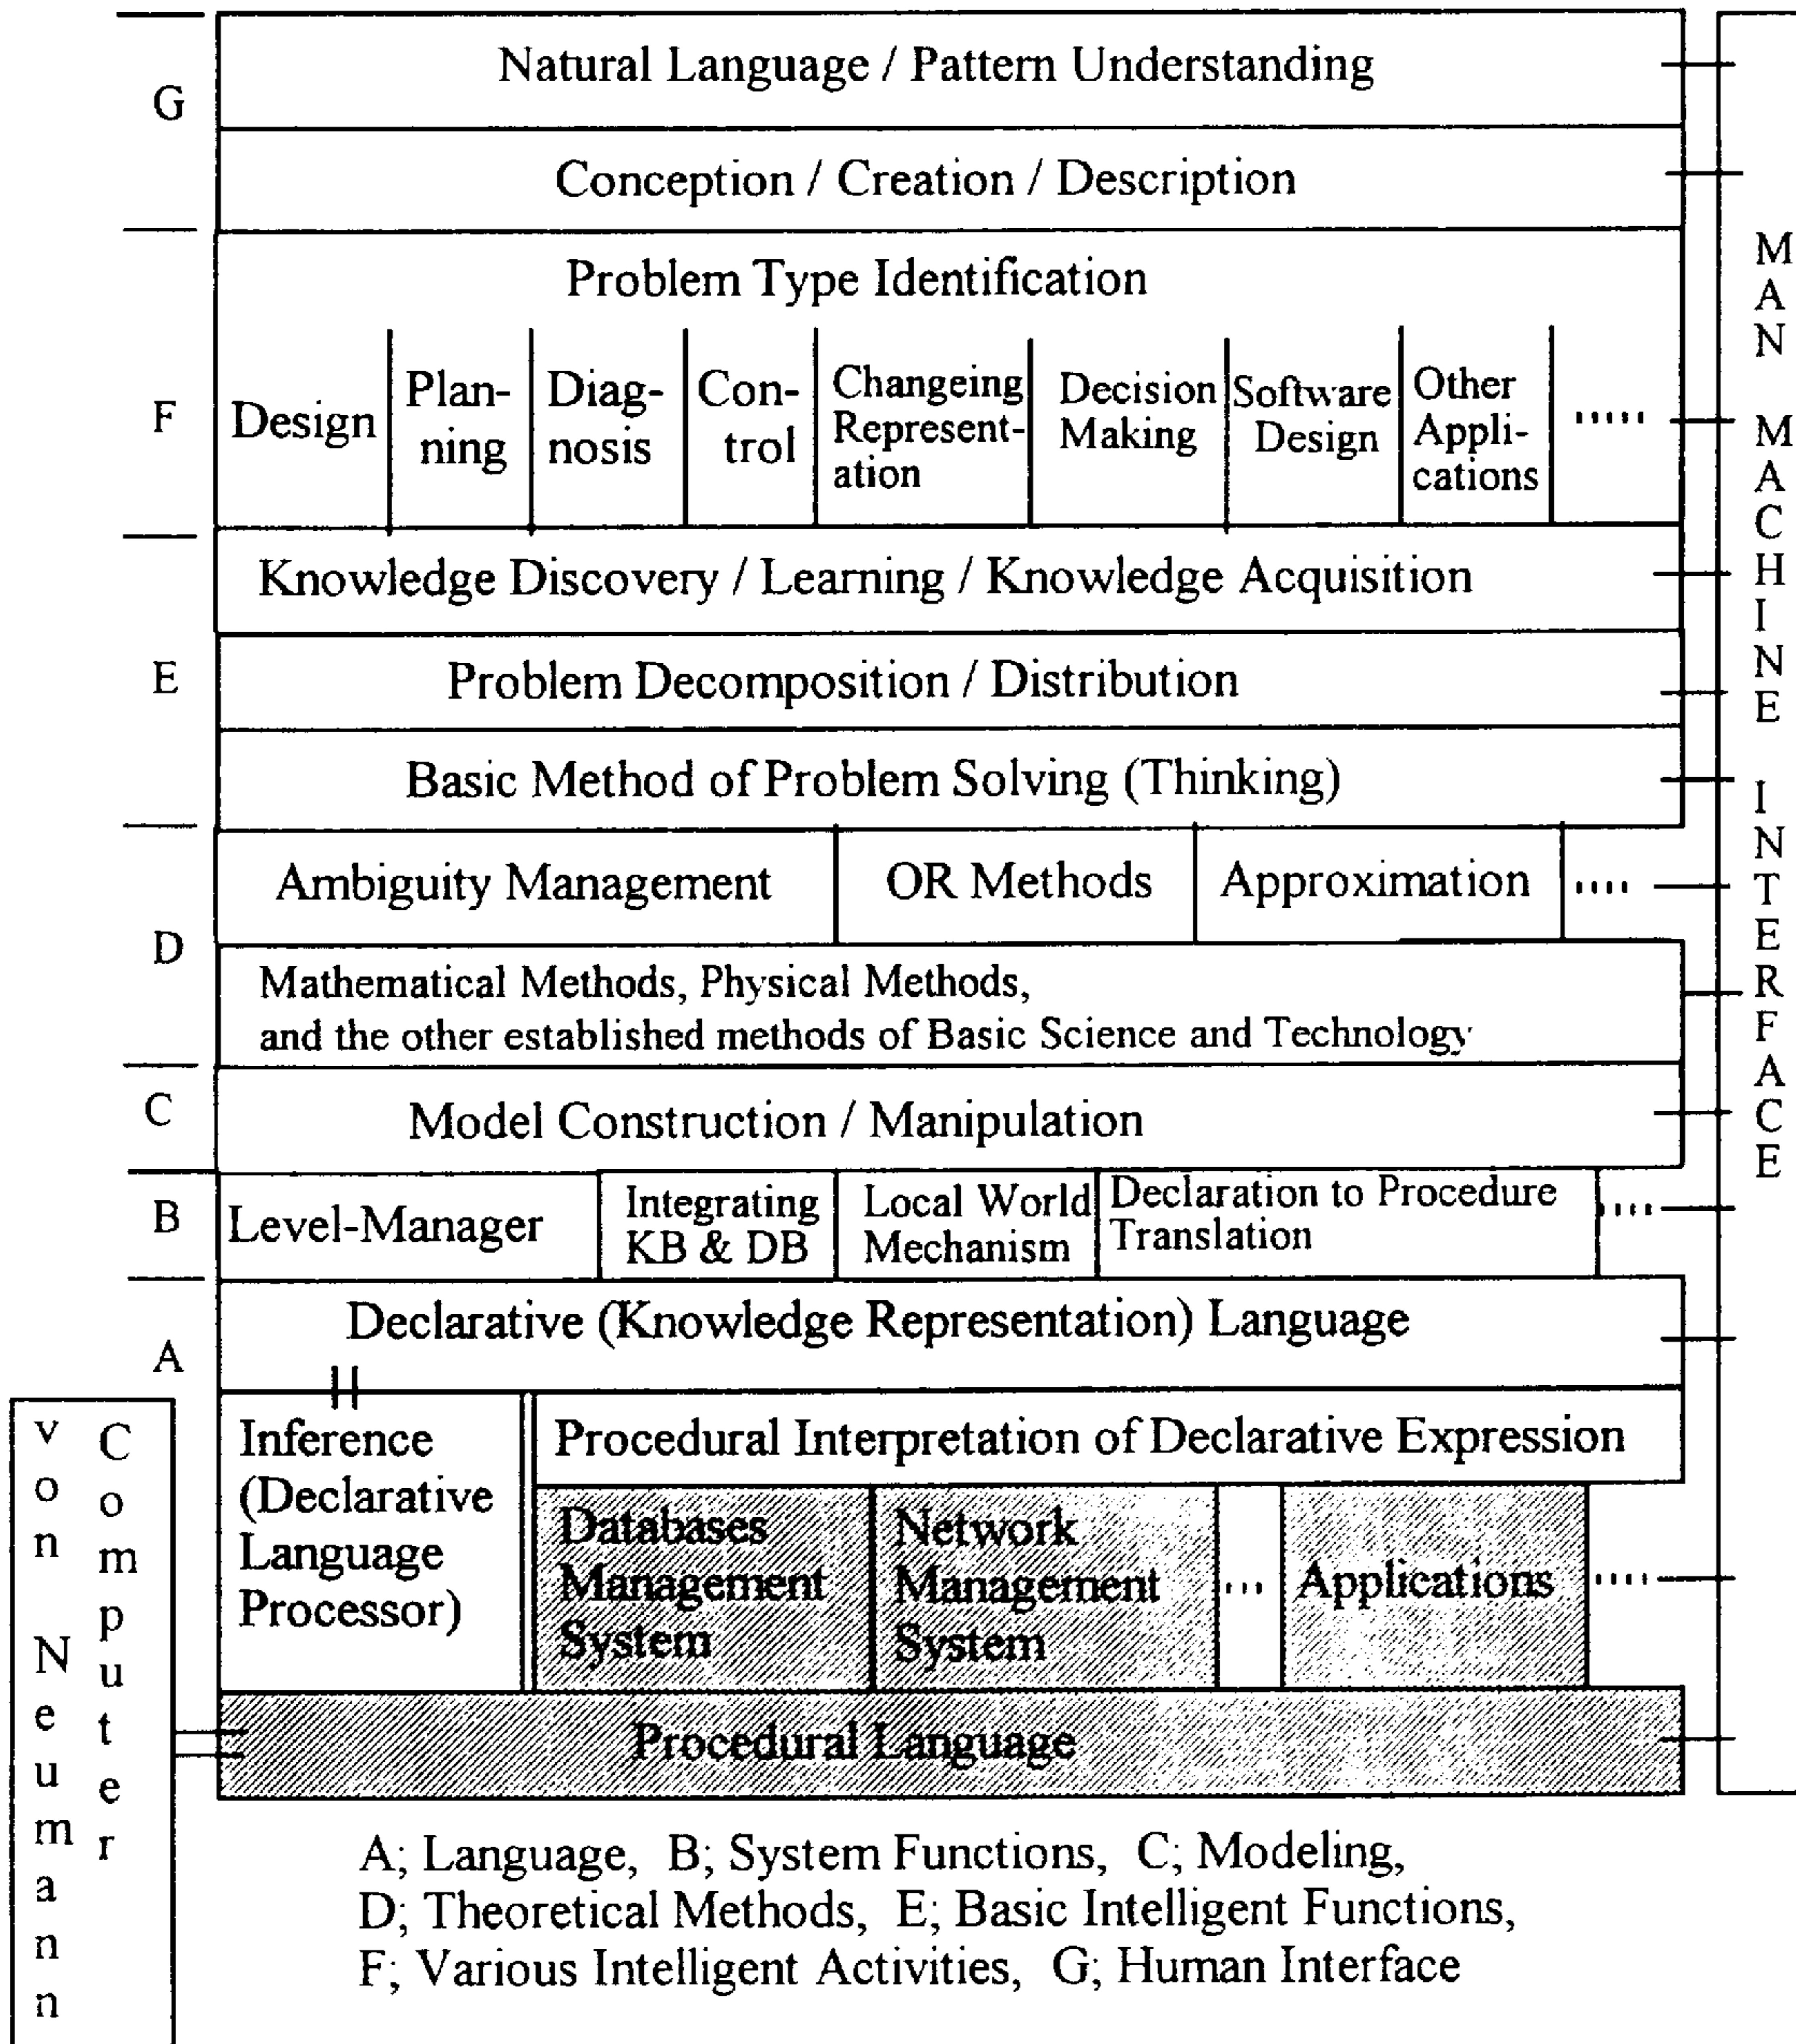 G
Natural Language / Pattern Understanding
Conception / Creation / Description
F
Problem Type Identification
Design
Plan-
ning
Diag-
nosis
Con-
trol
Changeing
Represent-
ation
Decision
Making
Software
Design
Other
Appli-
cations
.....
E
Knowledge Discovery / Learning / Knowledge Acquisition
Problem Decomposition / Distribution
Basic Method of Problem Solving (Thinking)
D
Ambiguity Management
OR Methods
Approximation
....
Mathematical Methods, Physical Methods,
and the other established methods of Basic Science and Technology
C
Model Construction / Manipulation
B
Level-Manager
Integrating
KB & DB
Local World
Mechanism
Declaration to Procedure
Translation
....
A
Declarative (Knowledge Representation) Language
Inference
(Declarative
Language
Processor)
Procedural Interpretation of Declarative Expression
Databases
Management
System
Network
Management
System
...
Applications
....
Procedural Language
von Neumann
Computer
MAN MACHINE INTERFACE
A; Language, B; System Functions, C; Modeling,
D; Theoretical Methods, E; Basic Intelligent Functions,
F; Various Intelligent Activities, G; Human Interface